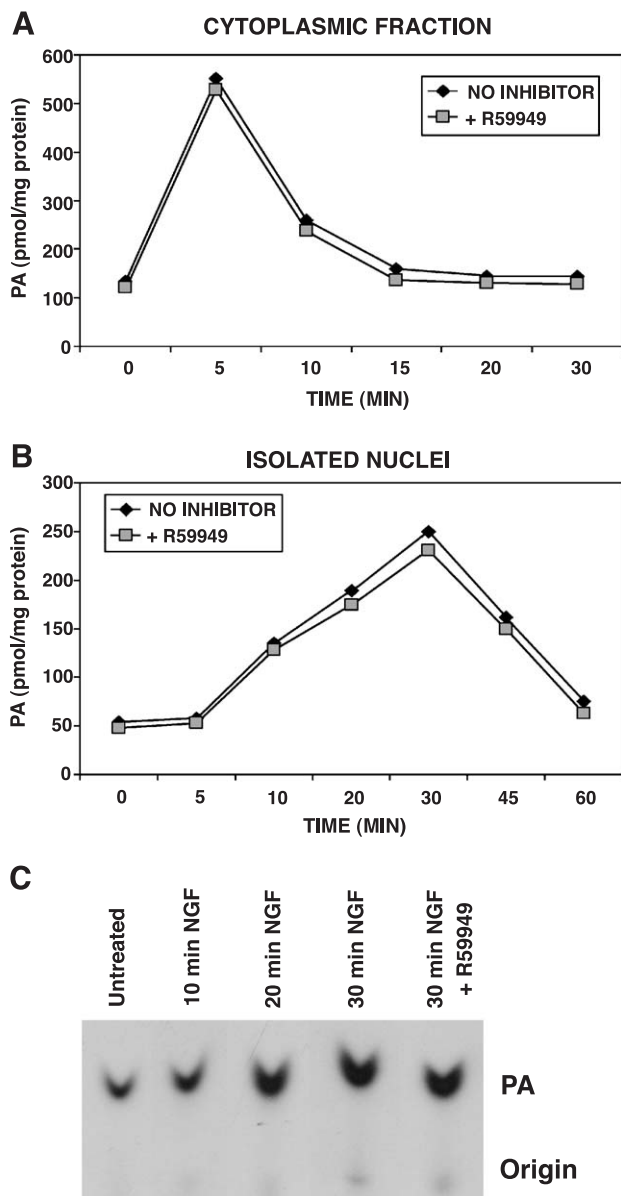 A
CYTOPLASMIC FRACTION
600
500
400
300
200
100
0
PA (pmol/mg protein)
NO INHIBITOR
+ R59949
0 5 10 15 20 30
TIME (MIN)
B
ISOLATED NUCLEI
300
250
200
150
100
50
0
PA (pmol/mg protein)
NO INHIBITOR
+ R59949
0 5 10 20 30 45 60
TIME (MIN)
C
Untreated
10 min NGF
20 min NGF
30 min NGF
30 min NGF
+ R59949
PA
Origin